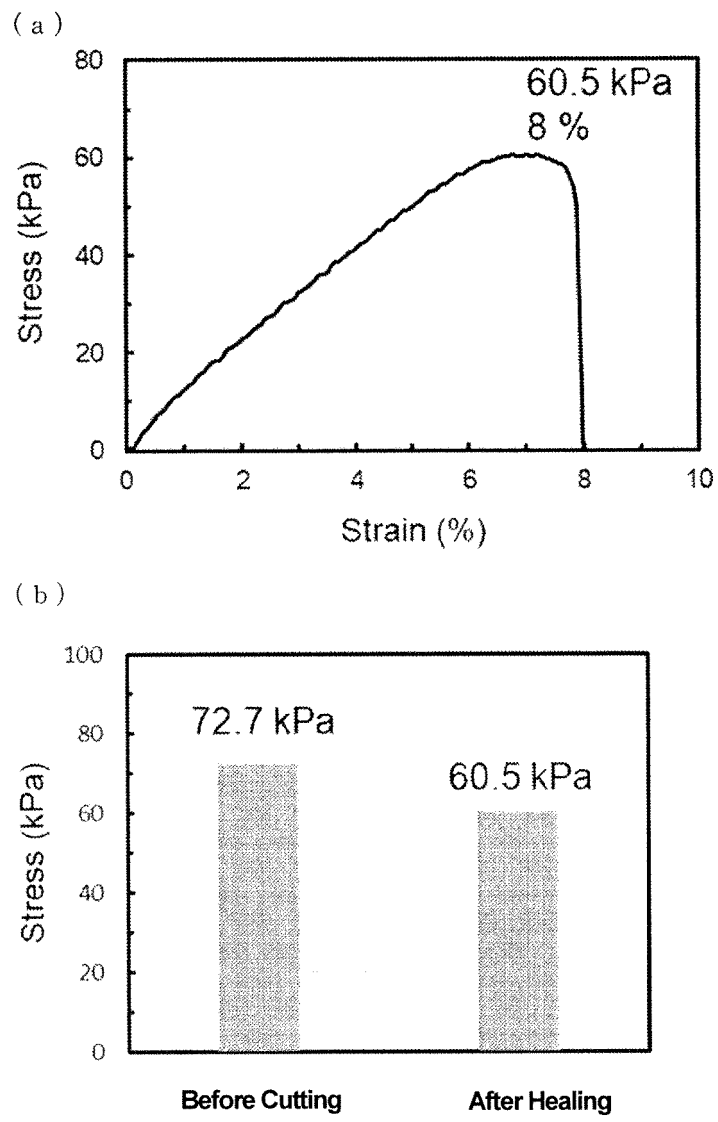 (a)
80
60
40
20
0
Stress (kPa)
60.5 kPa
8 %
0 2 4 6 8 10
Strain (%)
(b)
100
80
60
40
20
0
Stress (kPa)
72.7 kPa
60.5 kPa
Before Cutting After Healing